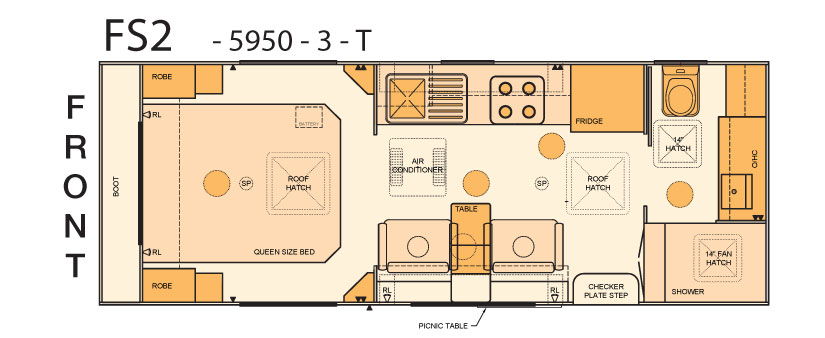 FS2 - 5950 - 3 - T
FRONT
BOOT
ROBE
RL
BATTERY
SP
ROOF
HATCH
QUEEN SIZE BED
RL
ROBE
AIR
CONDITIONER
FRIDGE
SP
ROOF
HATCH
TABLE
RL
RL
PICNIC TABLE
CHECKER
PLATE STEP
14"
HATCH
OHC
14" FAN
HATCH
SHOWER